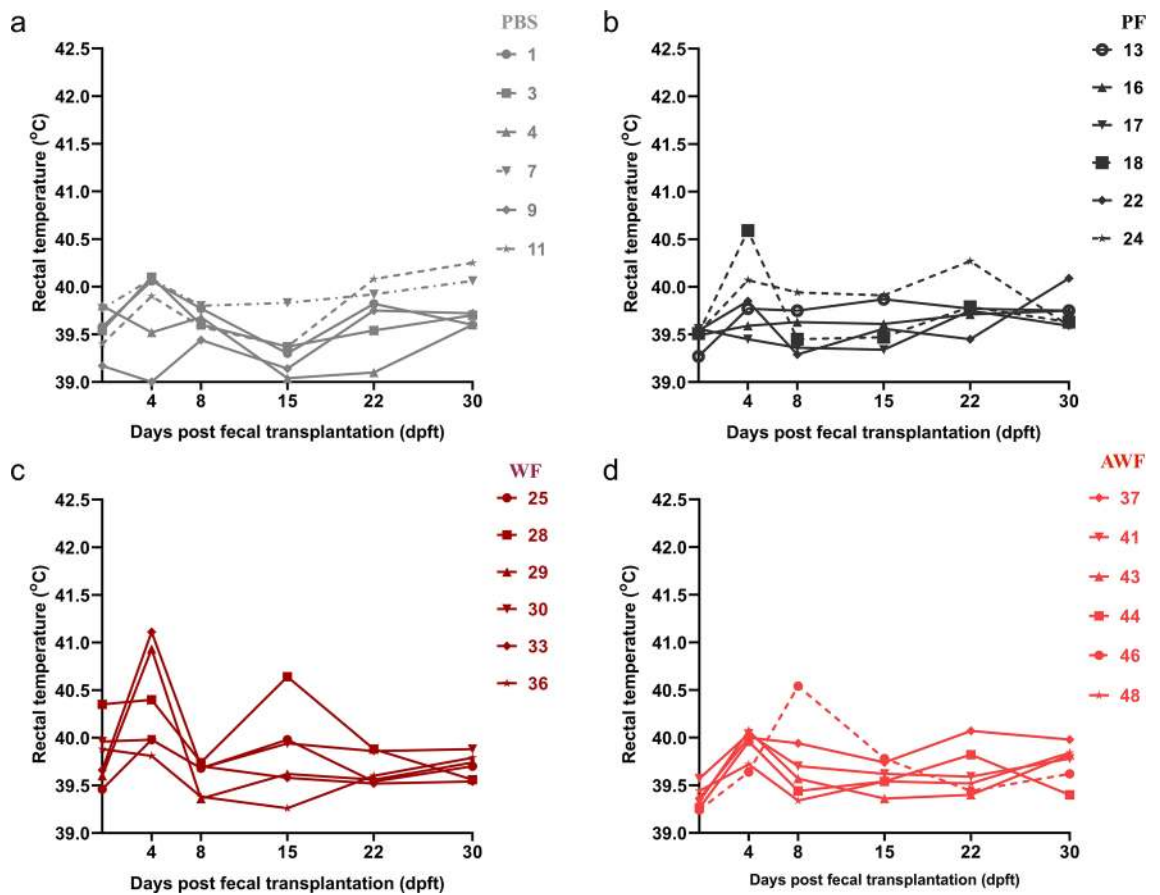 a
PBS
42.5
42.0
41.5
41.0
40.5
40.0
39.5
39.0
Rectal temperature (°C)
4 8 15 22 30
Days post fecal transplantation (dpft)
1
3
4
7
9
11
b
PF
42.5
42.0
41.5
41.0
40.5
40.0
39.5
39.0
Rectal temperature (°C)
4 8 15 22 30
Days post fecal transplantation (dpft)
13
16
17
18
22
24
c
WF
42.5
42.0
41.5
41.0
40.5
40.0
39.5
39.0
Rectal temperature (°C)
4 8 15 22 30
Days post fecal transplantation (dpft)
25
28
29
30
33
36
d
AWF
42.5
42.0
41.5
41.0
40.5
40.0
39.5
39.0
Rectal temperature (°C)
4 8 15 22 30
Days post fecal transplantation (dpft)
37
41
43
44
46
48